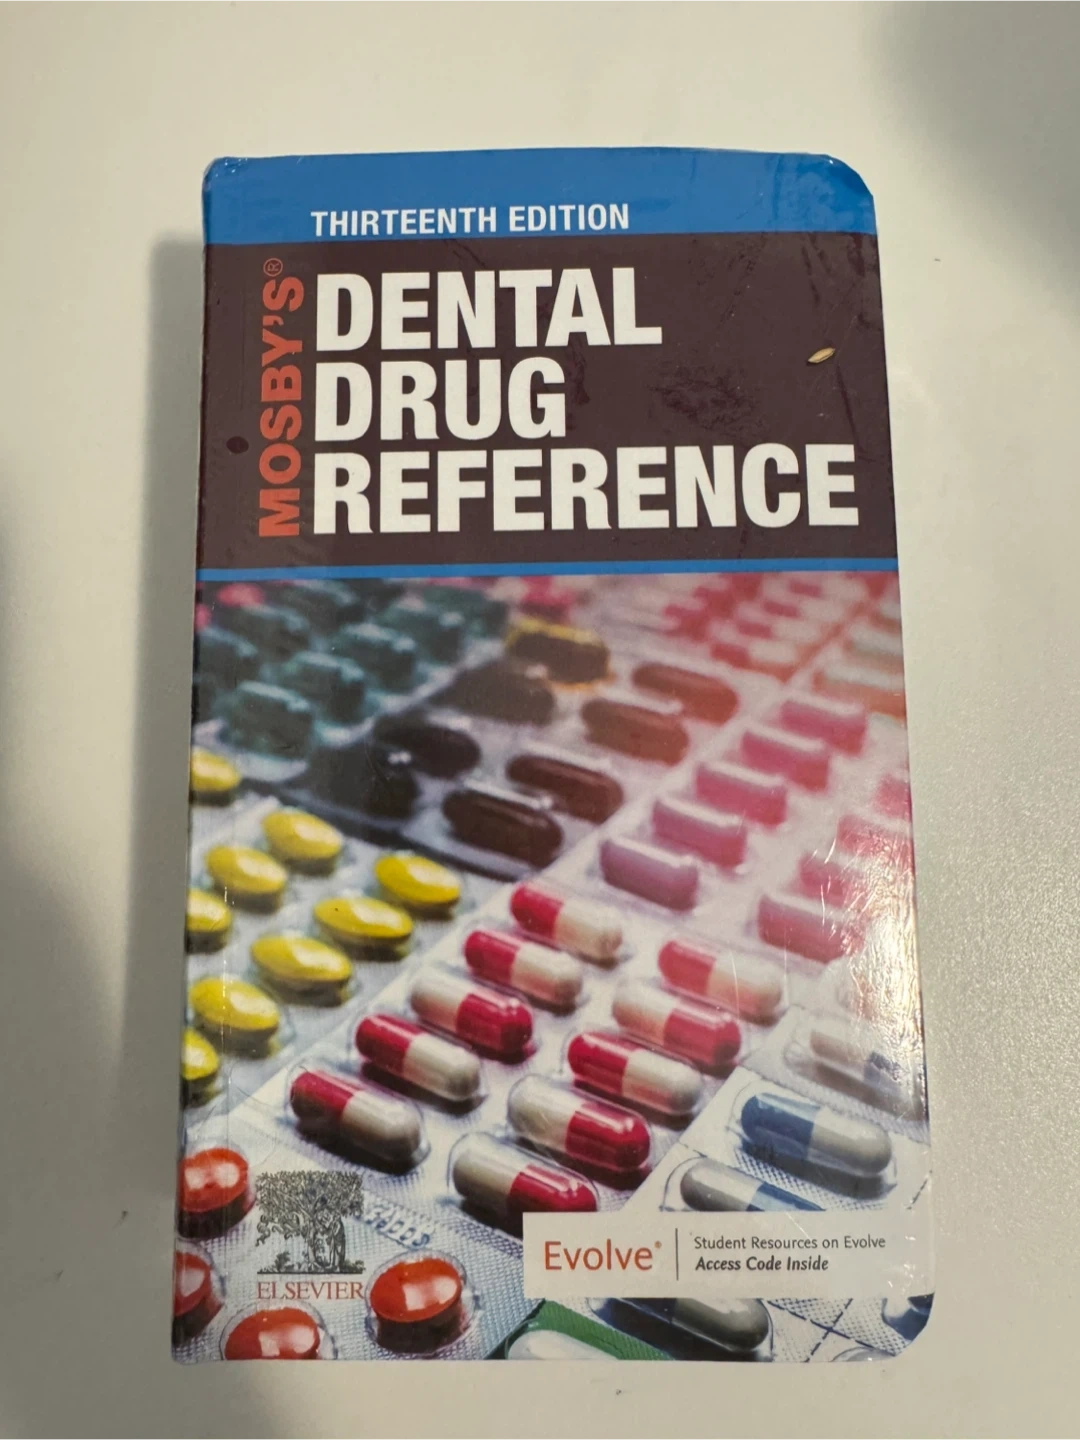 THIRTEENTH EDITION
MOSBY'S®
DENTAL
DRUG
REFERENCE
ELSEVIER
Evolve®
Student Resources on Evolve
Access Code Inside